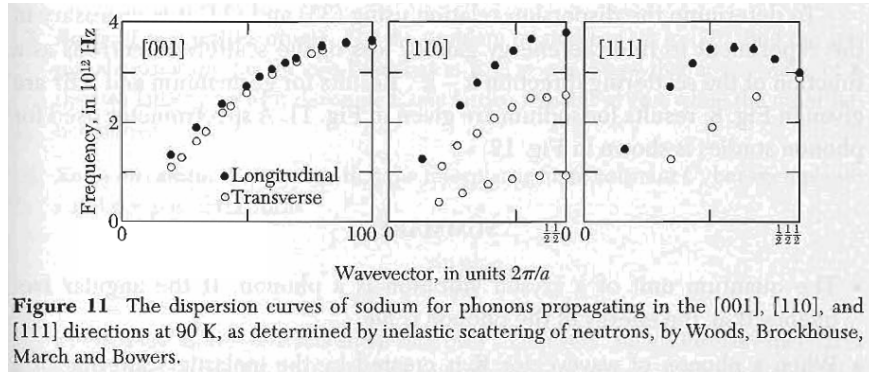 4
2
0
Frequency, in 10¹² Hz
[001]
[110]
[111]
●Longitudinal
○Transverse
0
100
0
½½0
0
½½½
Wavevector, in units 2π/a
Figure 11 The dispersion curves of sodium for phonons propagating in the [001], [110], and
[111] directions at 90 K, as determined by inelastic scattering of neutrons, by Woods, Brockhouse,
March and Bowers.